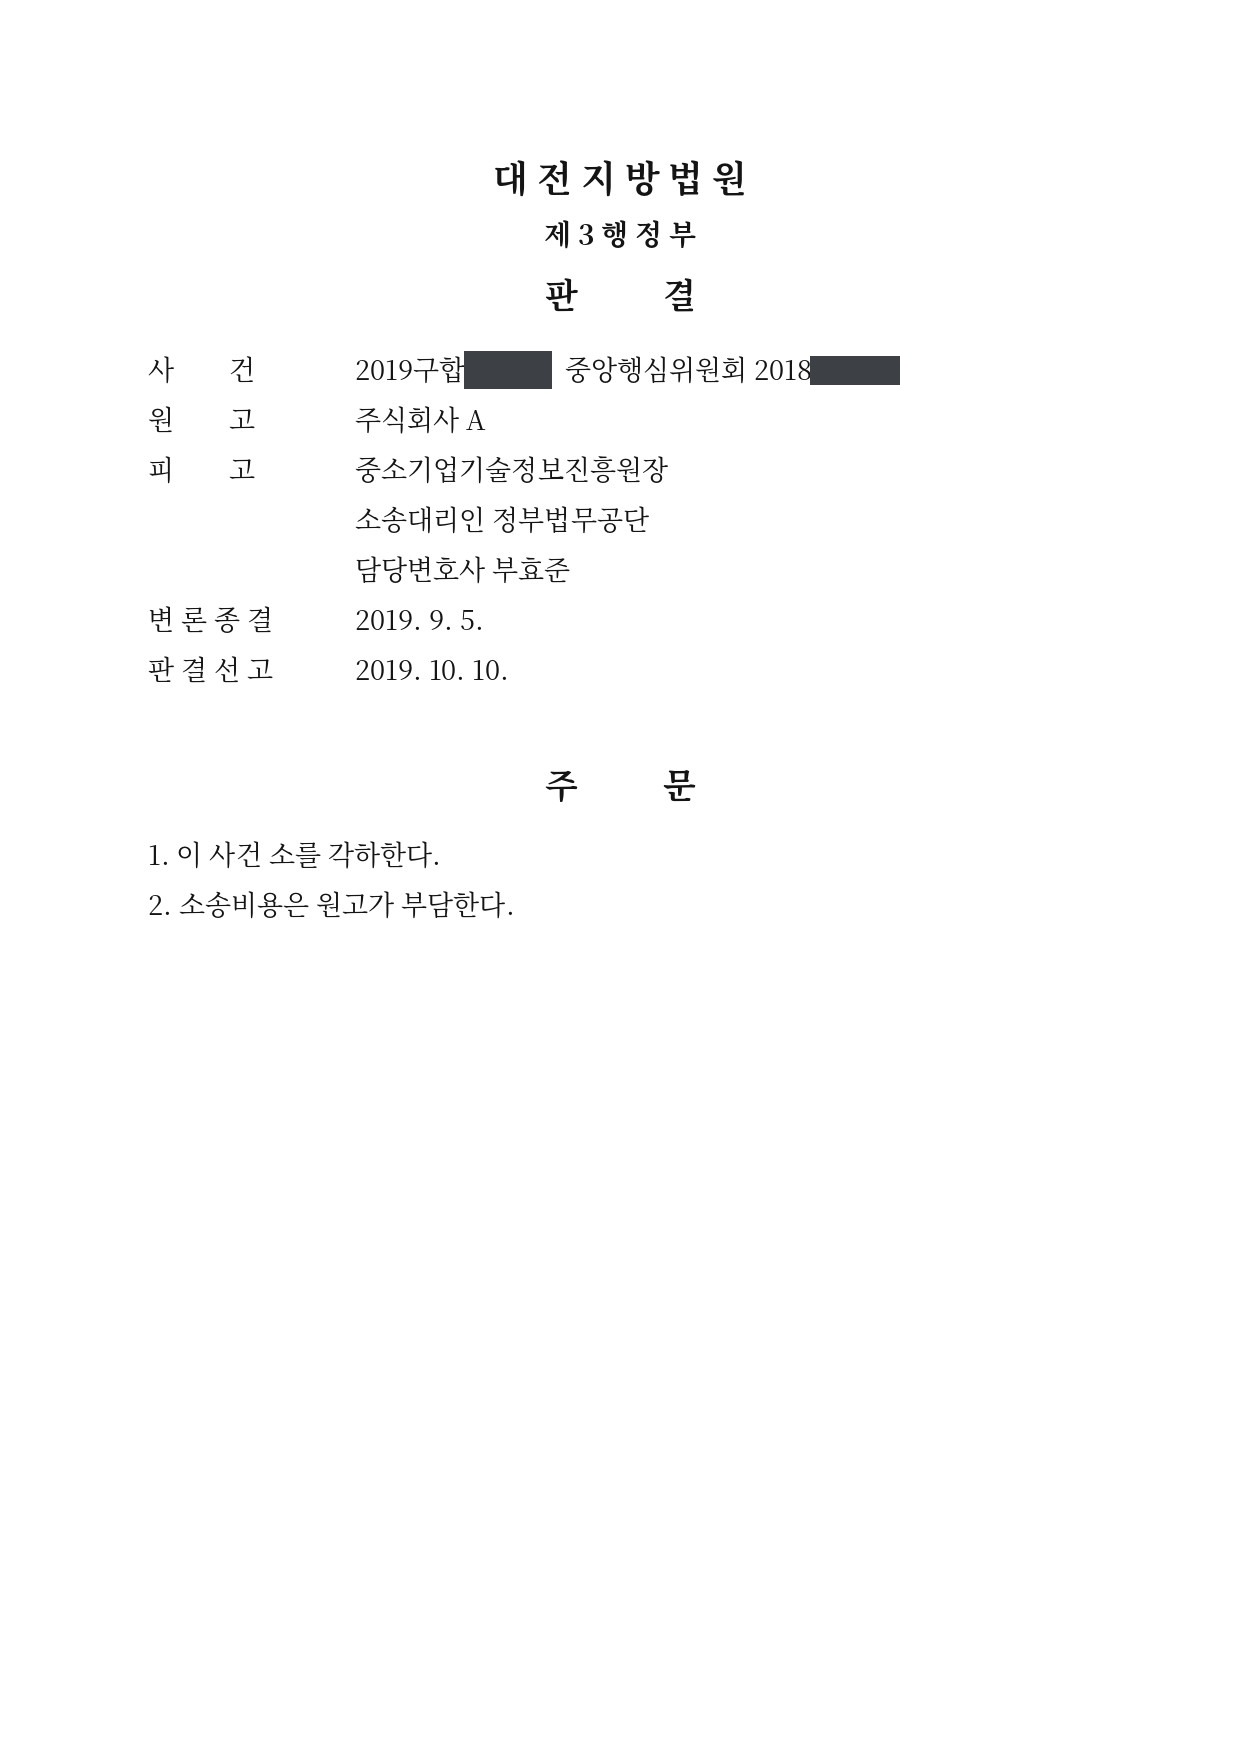 대전지방법원
제3행정부
판 결
사 건 2019구합 중앙행심위원회 2018
원 고 주식회사 A
피 고 중소기업기술정보진흥원장
소송대리인 정부법무공단
담당변호사 부효준
변론종결 2019. 9. 5.
판결선고 2019. 10. 10.
주 문
1. 이 사건 소를 각하한다.
2. 소송비용은 원고가 부담한다.